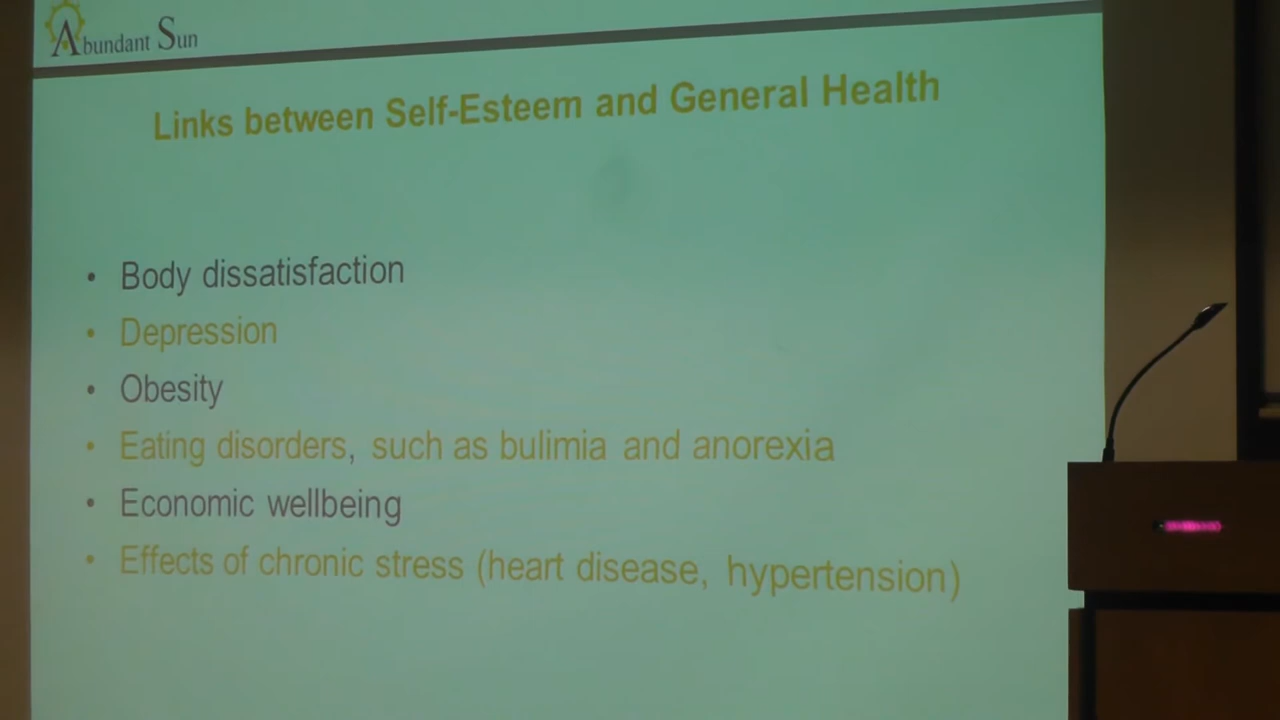 Abundant Sun
Links between Self-Esteem and General Health
• Body dissatisfaction
• Depression
• Obesity
• Eating disorders, such as bulimia and anorexia
• Economic wellbeing
• Effects of chronic stress (heart disease, hypertension)